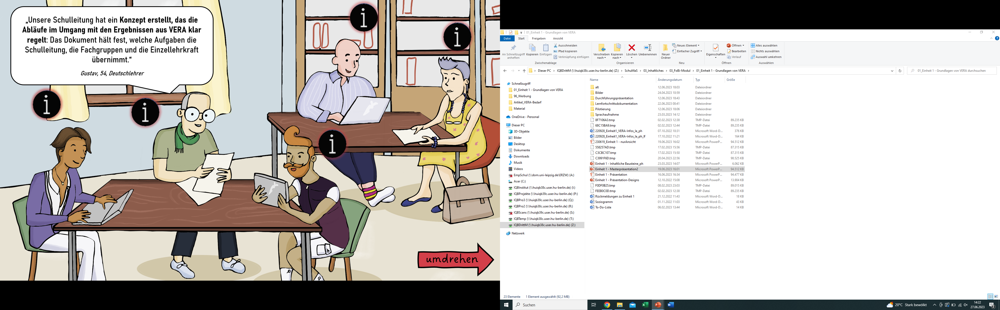 „Unsere Schulleitung hat ein Konzept erstellt, das die
Abläufe im Umgang mit den Ergebnissen aus VERA klar
regelt: Das Dokument hält fest, welche Aufgaben die
Schulleitung, die Fachgruppen und die Einzellehrkraft
übernimmt.“
Gustav, 54, Deutschlehrer
i
i
i
i
i
umdrehen
01_Einheit 1 - Grundlagen von VERA
Datei Start Freigeben Ansicht
An Schnellzugriff anheften
Kopieren
Einfügen
Ausschneiden
Pfad kopieren
Verknüpfung einfügen
Zwischenablage
Verschieben nach
Kopieren nach
Löschen
Umbenennen
Organisieren
Neuer Ordner
Neues Element
Einfacher Zugriff
Neu
Eigenschaften
Öffnen
Bearbeiten
Verlauf
Öffnen
Alles auswählen
Nichts auswählen
Auswahl umkehren
Auswählen
Dieser PC › IQBDrittM (\\huiqb38c.user.hu-berlin.de) (Z:) › SchuMaS › 03_Inhaltliches › 03_FoBi-Modul › 01_Einheit 1 - Grundlagen von VERA ›
01_Einheit 1 - Grundlagen von VERA durchsuchen
Schnellzugriff
01_Einheit 1 - Grundlagen von VERA
96_Werbung
Artikel_VERA-Bedarf
Material
OneDrive - Personal
Dieser PC
3D-Objekte
Bilder
Desktop
Dokumente
Downloads
Musik
Videos
EmpSchul (\\dom.uni-leipzig.de\ERZW) (A:)
Acer (C:)
IQBInstitut (\\huiqb38c.user.hu-berlin.de) (I:)
IQBProjekte (\\huiqb39c.user.hu-berlin.de) (P:)
IQBPro3 (\\huiqb39c.user.hu-berlin.de) (Q:)
IQBPro2 (\\huiqb38c.user.hu-berlin.de) (R:)
IQBScans (\\huiqb39c.user.hu-berlin.de) (S:)
IQBTemp (\\huiqb38c.user.hu-berlin.de) (T:)
IQBDrittM (\\huiqb38c.user.hu-berlin.de) (Z:)
Netzwerk
Name Änderungsdatum Typ Größe
alt 12.06.2023 18:03 Dateiordner
Bilder 24.04.2023 10:59 Dateiordner
Durchführungspräsentation 12.06.2023 18:43 Dateiordner
Lernfortschrittsdokumentation 22.06.2023 00:41 Dateiordner
Pilotierung 12.06.2023 18:06 Dateiordner
Sprachaufnahme 23.03.2023 14:12 Dateiordner
8F7106A3.tmp 02.02.2023 12:38 TMP-Datei 89.235 KB
68C15BA9.tmp 02.02.2023 12:44 TMP-Datei 89.235 KB
220928_Einheit1_VERA-Infos_la_ph 07.10.2022 10:31 Microsoft Word-D... 376 KB
220928_Einheit1_VERA-Infos_la_ph_lf 17.10.2022 11:21 Microsoft Word-D... 164 KB
230619_Einheit 1 - nurAnsicht 19.06.2023 16:02 Microsoft PowerP... 94.512 KB
558257AD.tmp 17.02.2023 15:56 TMP-Datei 87.315 KB
C3CBC107.tmp 17.02.2023 15:50 TMP-Datei 87.315 KB
C3991F6D.tmp 20.04.2023 22:56 TMP-Datei 98.525 KB
Einheit 1 - Inhaltliche Bausteine_ph 23.03.2023 14:07 Microsoft PowerP... 6.062 KB
Einheit 1 - Masterpräsentation2 19.06.2023 16:01 Microsoft PowerP... 94.512 KB
Einheit 1 - Präsentation 16.06.2023 16:34 Microsoft PowerP... 94.477 KB
Einheit 1 - Präsentation-Designs 12.10.2022 15:08 Microsoft PowerP... 13.904 KB
F0DF0B25.tmp 08.02.2023 23:03 TMP-Datei 89.015 KB
FEEB0C0D.tmp 02.02.2023 12:38 TMP-Datei 89.235 KB
Rückmeldungen zu Einheit 1 21.12.2022 11:43 Microsoft Word-D... 18 KB
Soziogramm 01.11.2022 11:03 Microsoft Word-D... 43 KB
To-Do-Liste 06.02.2023 13:44 Microsoft Word-D... 14 KB
23 Elemente 1 Element ausgewählt (92,2 MB)
Suchen
20°C Stark bewölkt
14:22
27.06.2023
2